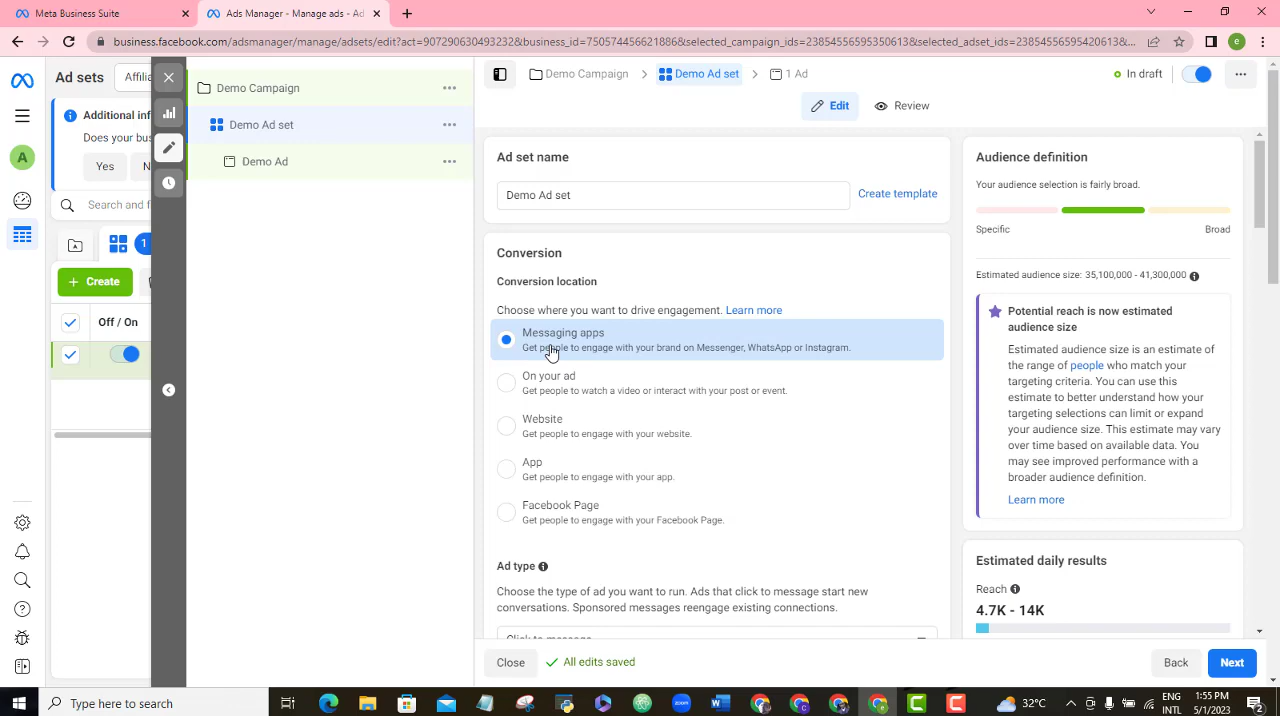 Meta Business Suite
Ads Manager - Manage ads - Ad
business.facebook.com/adsmanager/manage/adsets/edit?act=
Ad sets
Affilia
Additional inf
Does your bus
Yes
N
Search and f
1
+ Create
Off / On
A
Demo Campaign
Demo Ad set
Demo Ad
Demo Campaign > Demo Ad set > 1 Ad
In draft
Edit
Review
Ad set name
Demo Ad set
Create template
Conversion
Conversion location
Choose where you want to drive engagement. Learn more
Messaging apps
Get people to engage with your brand on Messenger, WhatsApp or Instagram.
On your ad
Get people to watch a video or interact with your post or event.
Website
Get people to engage with your website.
App
Get people to engage with your app.
Facebook Page
Get people to engage with your Facebook Page.
Ad type
Choose the type of ad you want to run. Ads that click to message start new
conversations. Sponsored messages reengage existing connections.
Click to message
Audience definition
Your audience selection is fairly broad.
Specific
Broad
Estimated audience size: 35,100,000 - 41,300,000
Potential reach is now estimated
audience size
Estimated audience size is an estimate of
the range of people who match your
targeting criteria. You can use this
estimate to better understand how your
targeting selections can limit or expand
your audience size. This estimate may vary
over time based on available data. You
may see improved performance with a
broader audience definition.
Learn more
Estimated daily results
Reach
4.7K - 14K
Close
All edits saved
Back
Next
Type here to search
32°C
ENG
INTL
1:55 PM
5/1/2023